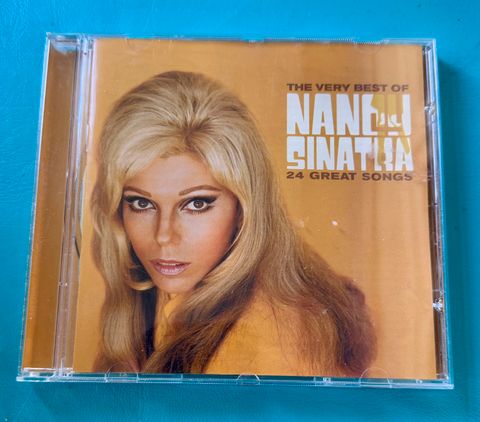 THE VERY BEST OF
NANCY
SINATRA
24 GREAT SONGS